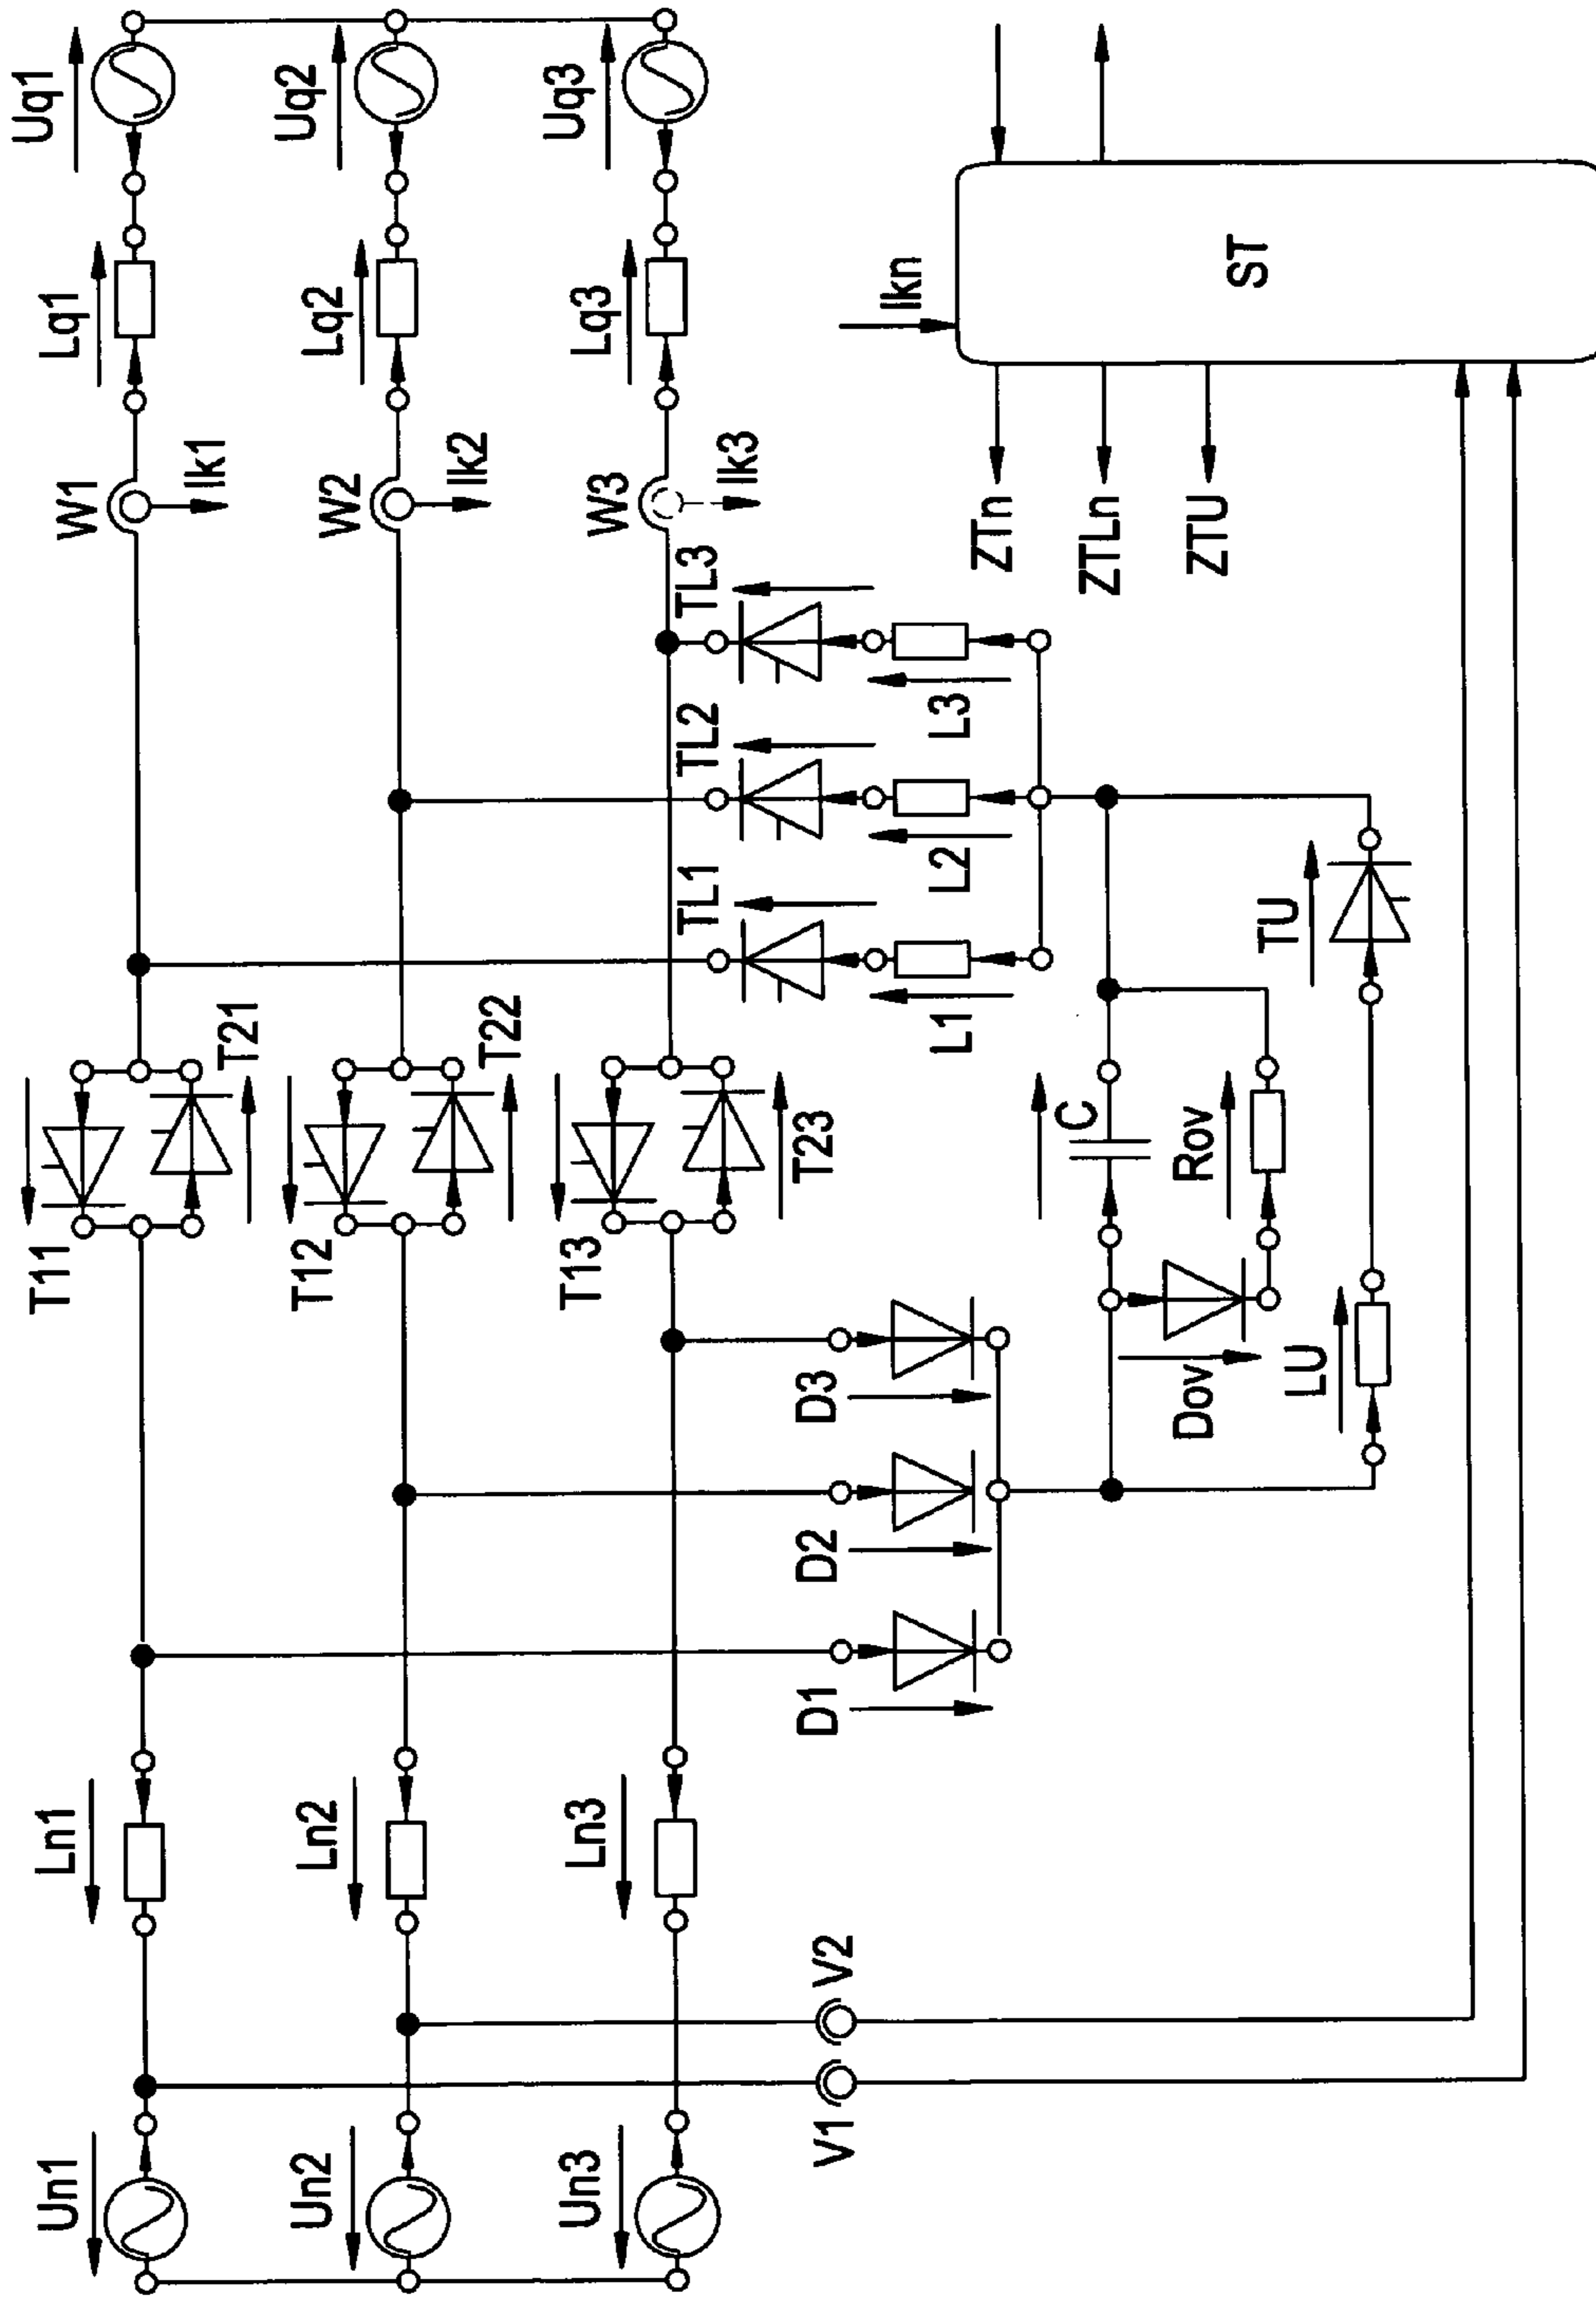 Un1
Ln1
T11
T21
W1
Ik1
Lq1
Uq1
Un2
Ln2
T12
T22
W2
Ik2
Lq2
Uq2
Un3
Ln3
T13
T23
W3
Ik3
Lq3
Uq3
V1
V2
D1
D2
D3
TL1
TL2
TL3
L1
L2
L3
C
Dov
Rov
LU
TU
ZTn
ZTLn
ZTU
Ikn
ST